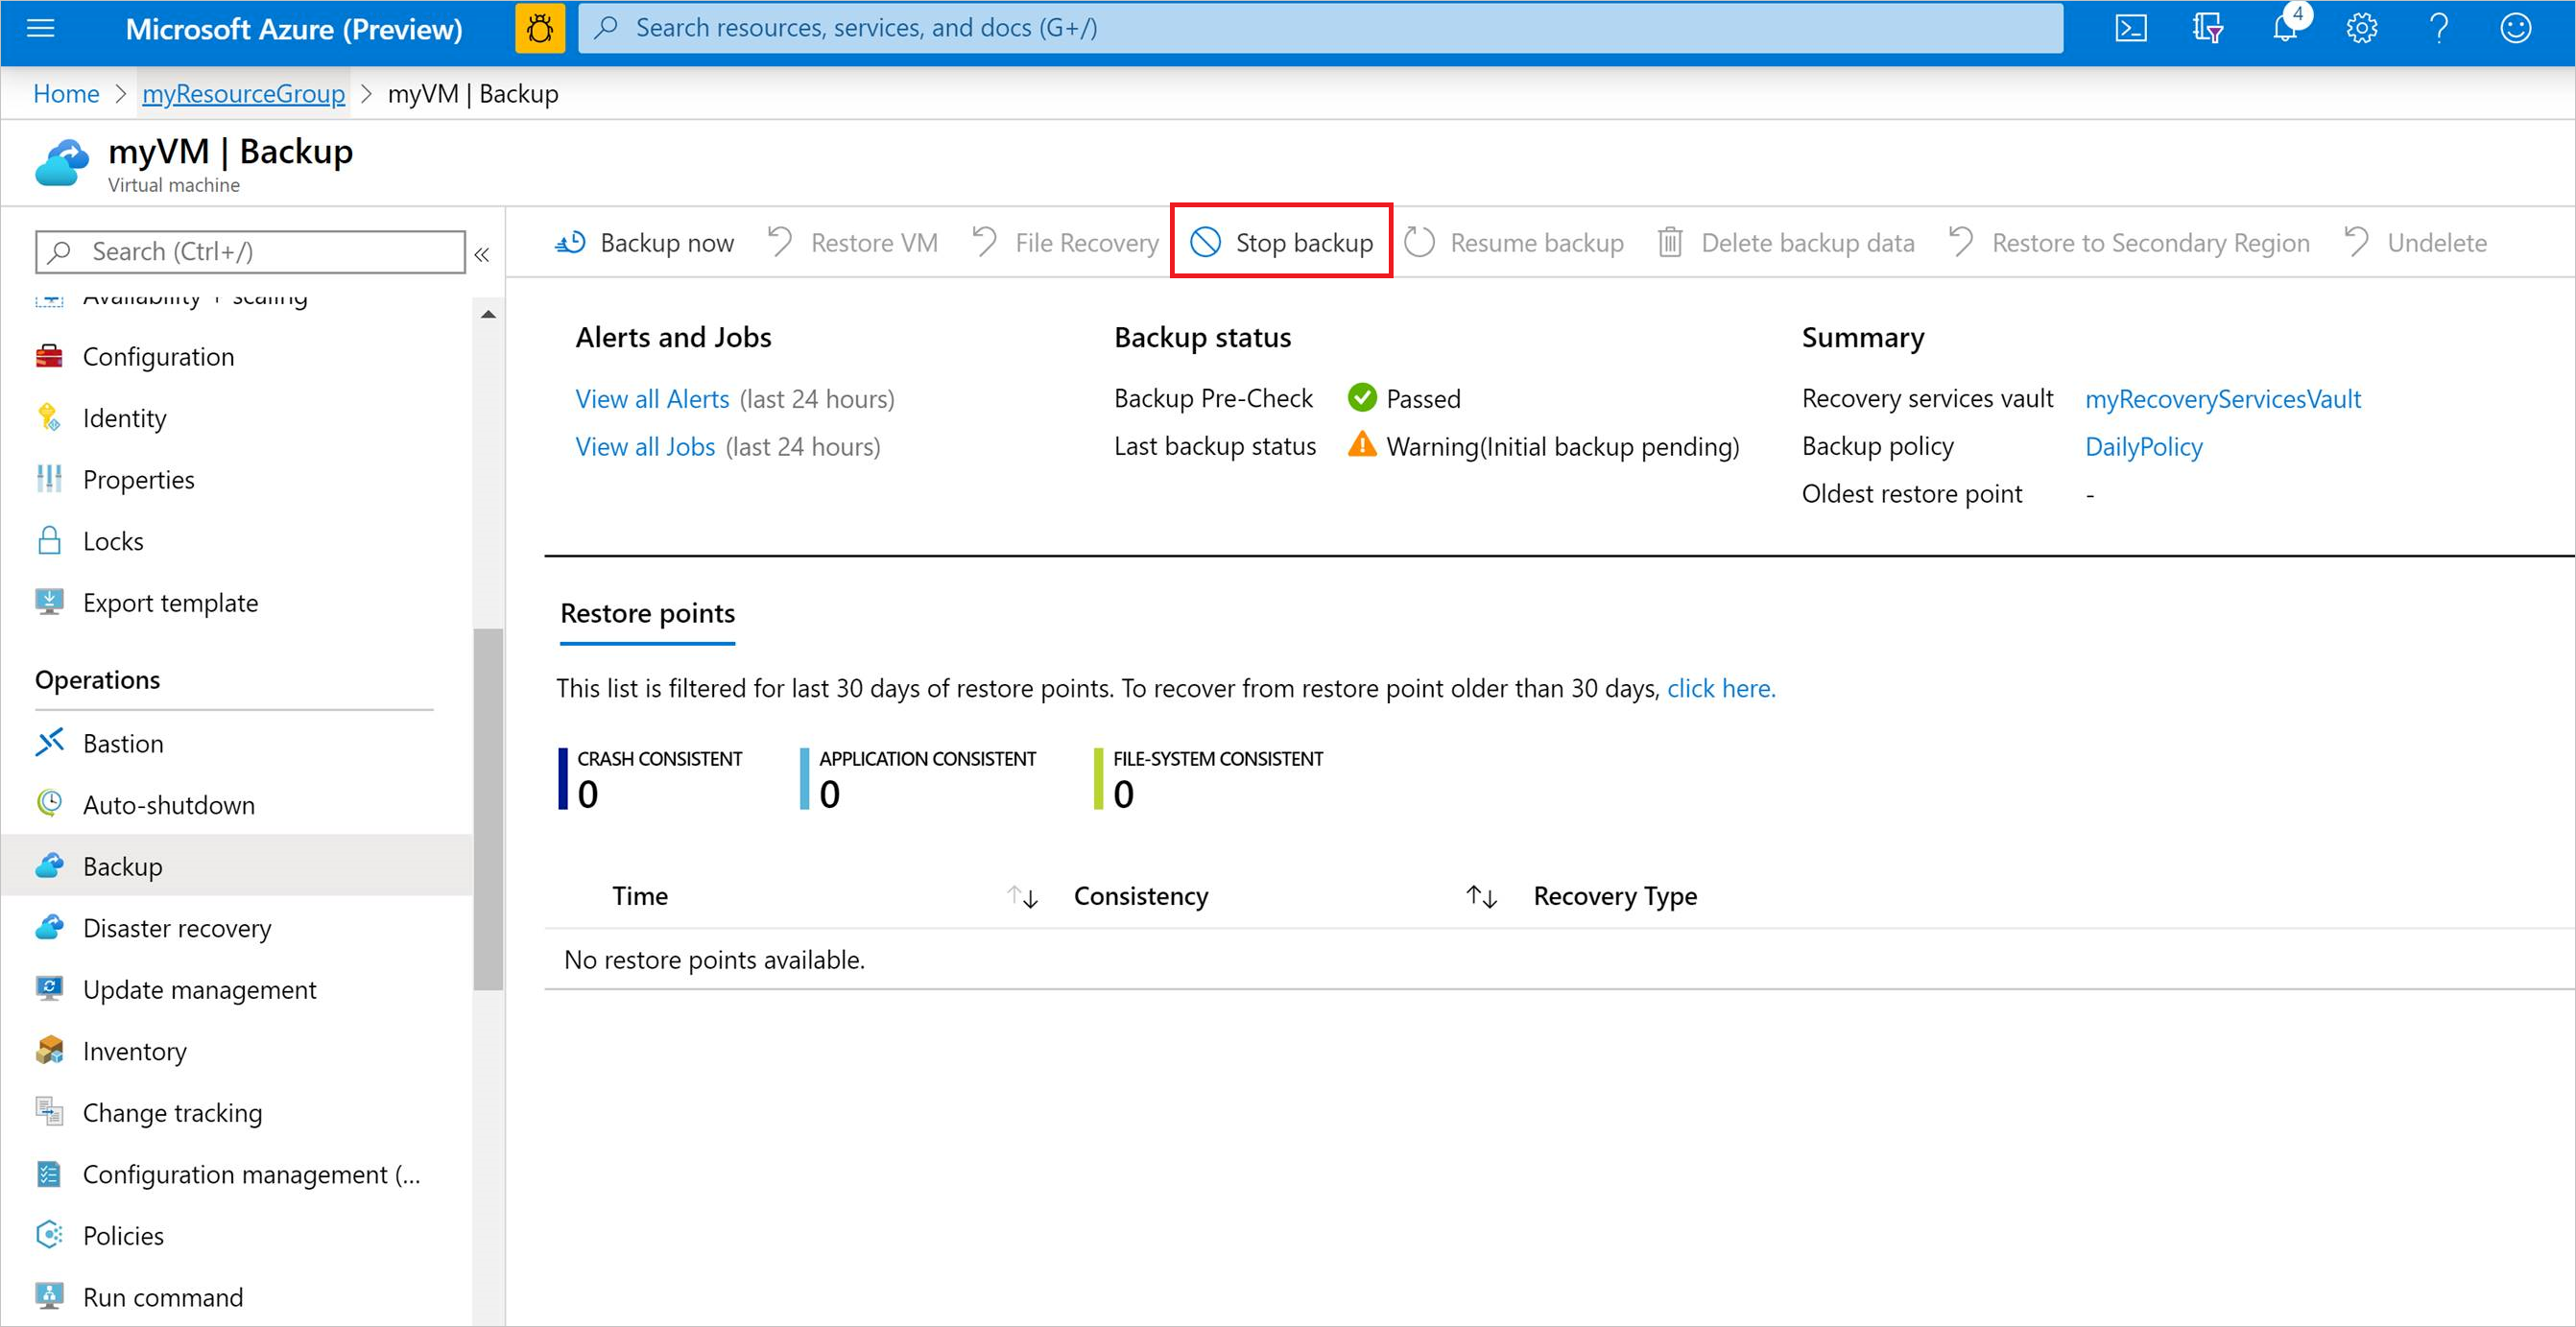 Microsoft Azure (Preview)
Search resources, services, and docs (G+/)
4
Home > myResourceGroup > myVM | Backup
myVM | Backup
Virtual machine
Search (Ctrl+/)
«
Availability + scaling
Configuration
Identity
Properties
Locks
Export template
Operations
Bastion
Auto-shutdown
Backup
Disaster recovery
Update management
Inventory
Change tracking
Configuration management (...
Policies
Run command
Backup now Restore VM File Recovery Stop backup Resume backup Delete backup data Restore to Secondary Region Undelete
Alerts and Jobs
View all Alerts (last 24 hours)
View all Jobs (last 24 hours)
Backup status
Backup Pre-Check Passed
Last backup status Warning(Initial backup pending)
Summary
Recovery services vault myRecoveryServicesVault
Backup policy DailyPolicy
Oldest restore point -
Restore points
This list is filtered for last 30 days of restore points. To recover from restore point older than 30 days, click here.
CRASH CONSISTENT
0
APPLICATION CONSISTENT
0
FILE-SYSTEM CONSISTENT
0
Time Consistency Recovery Type
No restore points available.